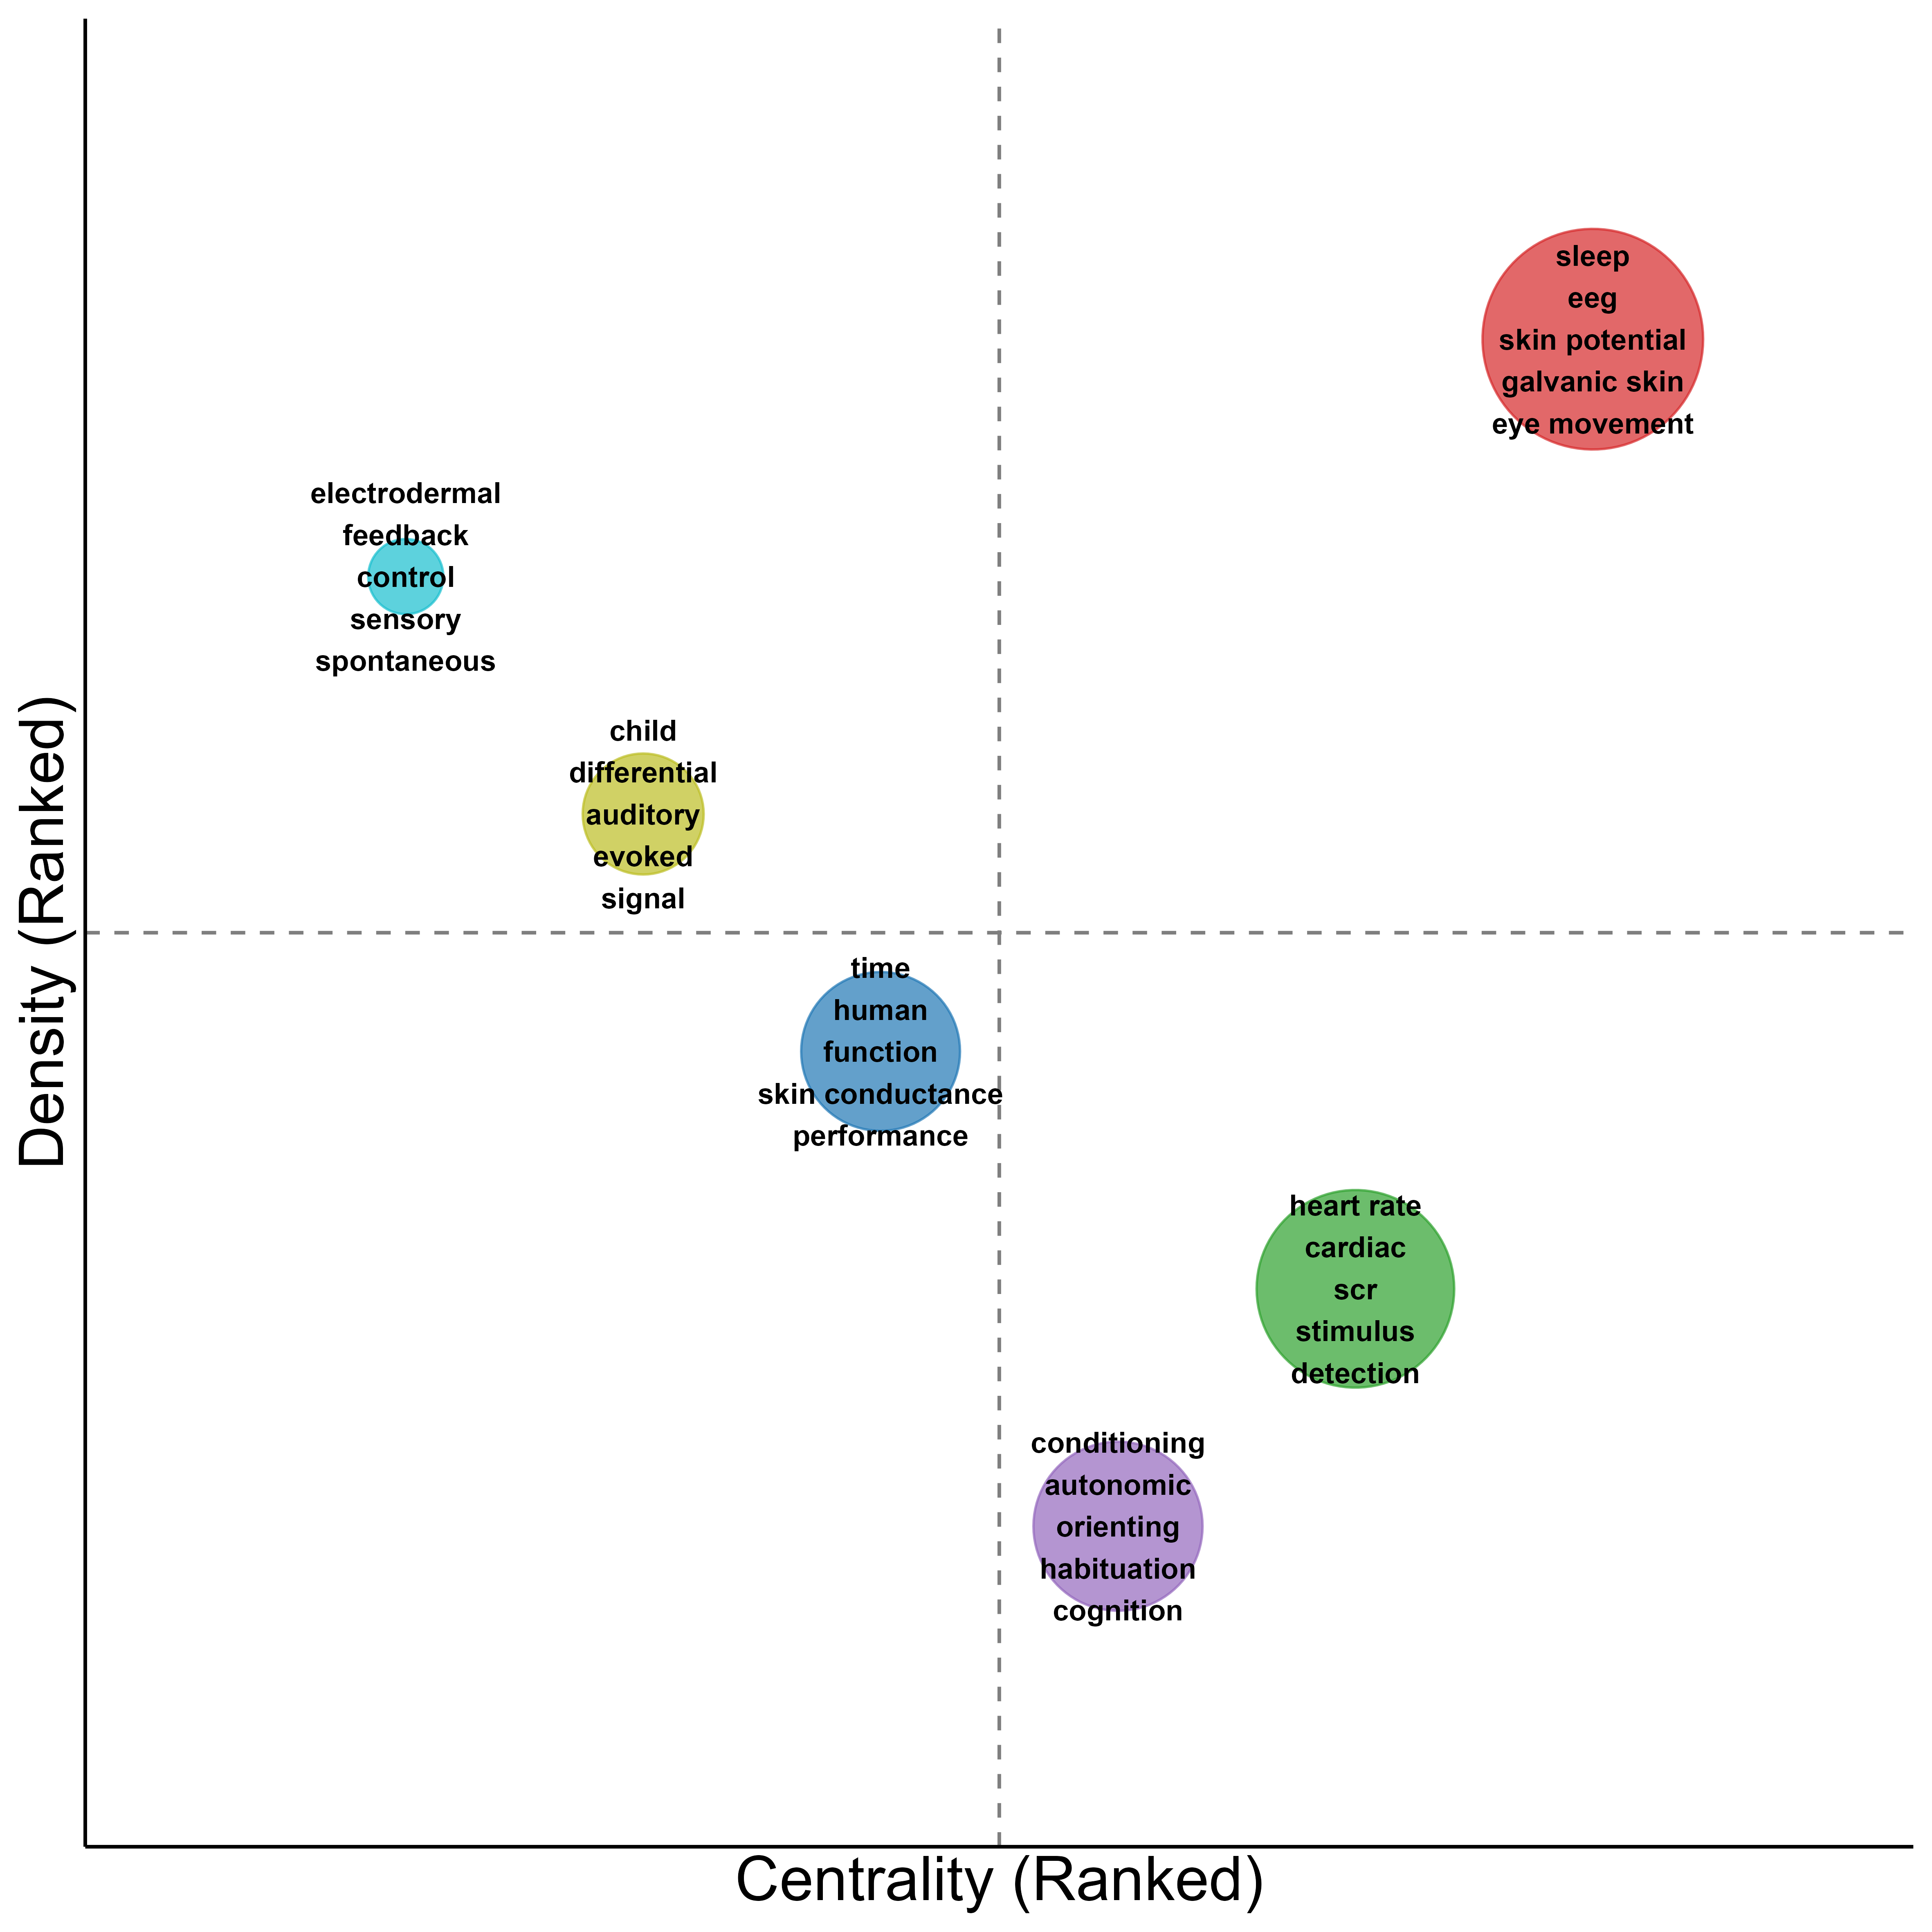 sleep
eeg
skin potential
galvanic skin
eye movement
electrodermal
feedback
control
sensory
spontaneous
child
differential
auditory
evoked
signal
time
human
function
skin conductance
performance
heart rate
cardiac
scr
stimulus
detection
conditioning
autonomic
orienting
habituation
cognition
Density (Ranked)
Centrality (Ranked)